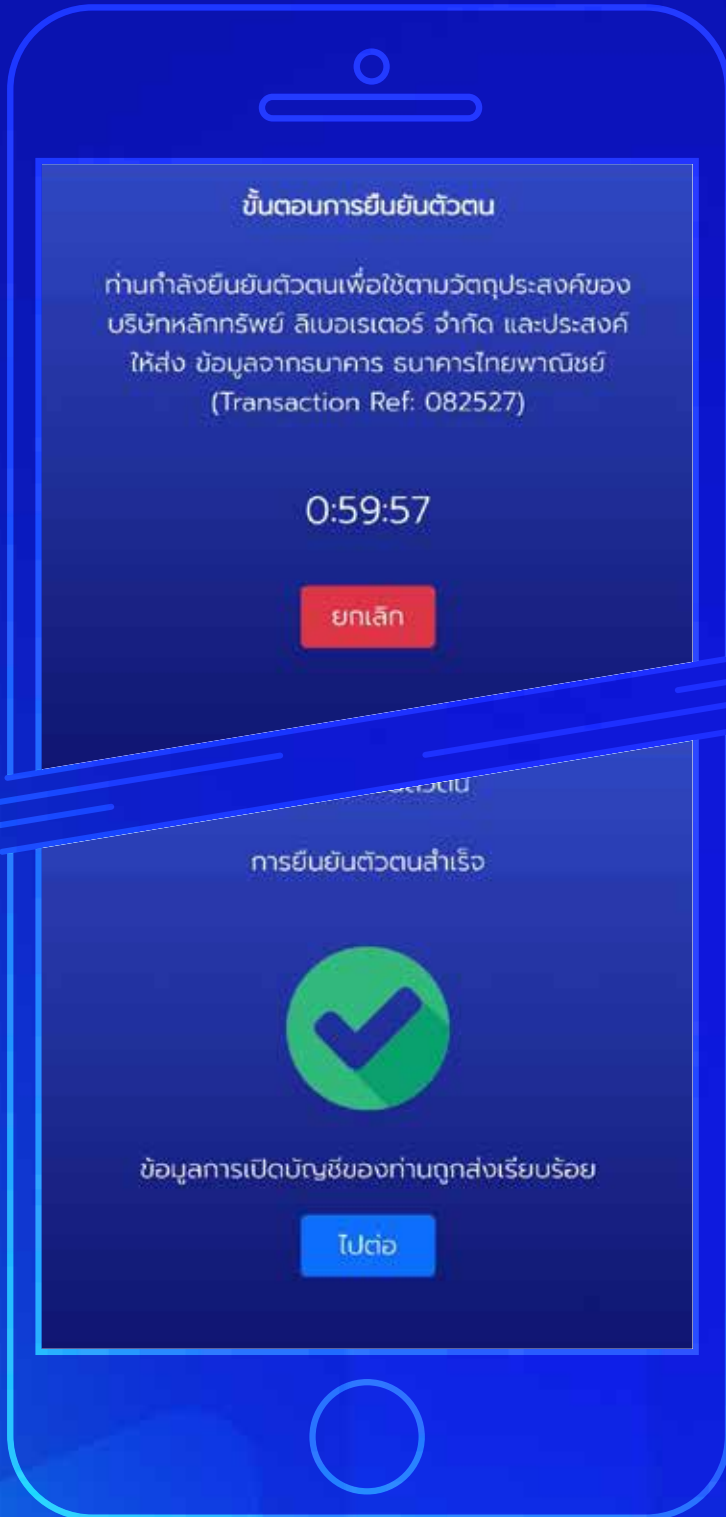 ขั้นตอนการยืนยันตัวตน
ท่านกำลังยืนยันตัวตนเพื่อใช้ตามวัตถุประสงค์ของ
บริษัทหลักทรัพย์ ลิเบอเรเตอร์ จำกัด และประสงค์
ให้ส่ง ข้อมูลจากธนาคาร ธนาคารไทยพาณิชย์
(Transaction Ref: 082527)
0:59:57
ยกเลิก
การยืนยันตัวตนสำเร็จ
ข้อมูลการเปิดบัญชีของท่านถูกส่งเรียบร้อย
ไปต่อ